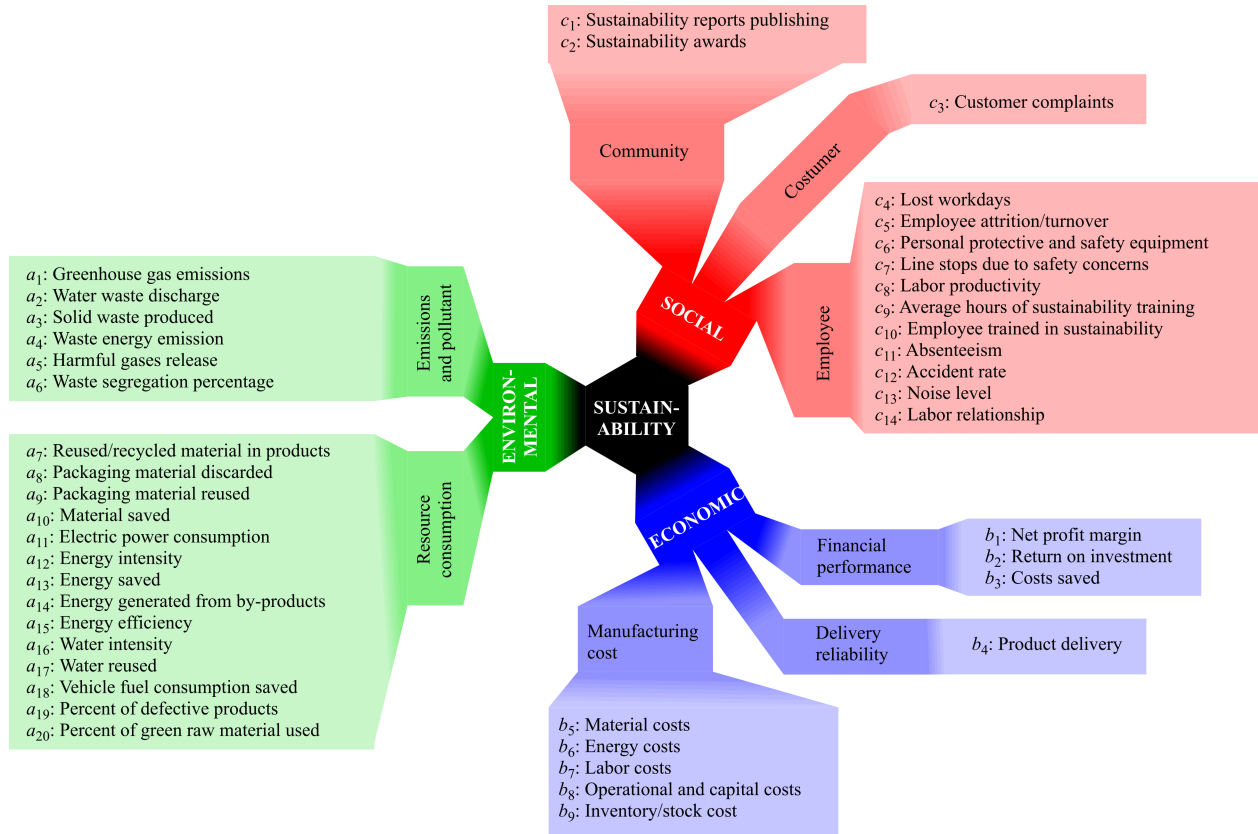 c1: Sustainability reports publishing
c2: Sustainability awards
Community
c3: Customer complaints
Costumer
c4: Lost workdays
c5: Employee attrition/turnover
c6: Personal protective and safety equipment
c7: Line stops due to safety concerns
c8: Labor productivity
c9: Average hours of sustainability training
c10: Employee trained in sustainability
c11: Absenteeism
c12: Accident rate
c13: Noise level
c14: Labor relationship
Employee
SOCIAL
a1: Greenhouse gas emissions
a2: Water waste discharge
a3: Solid waste produced
a4: Waste energy emission
a5: Harmful gases release
a6: Waste segregation percentage
Emissions
and pollutant
ENVIRON-
MENTAL
SUSTAIN-
ABILITY
a7: Reused/recycled material in products
a8: Packaging material discarded
a9: Packaging material reused
a10: Material saved
a11: Electric power consumption
a12: Energy intensity
a13: Energy saved
a14: Energy generated from by-products
a15: Energy efficiency
a16: Water intensity
a17: Water reused
a18: Vehicle fuel consumption saved
a19: Percent of defective products
a20: Percent of green raw material used
Resource
consumption
ECONOMIC
Financial
performance
b1: Net profit margin
b2: Return on investment
b3: Costs saved
Delivery
reliability
b4: Product delivery
Manufacturing
cost
b5: Material costs
b6: Energy costs
b7: Labor costs
b8: Operational and capital costs
b9: Inventory/stock cost